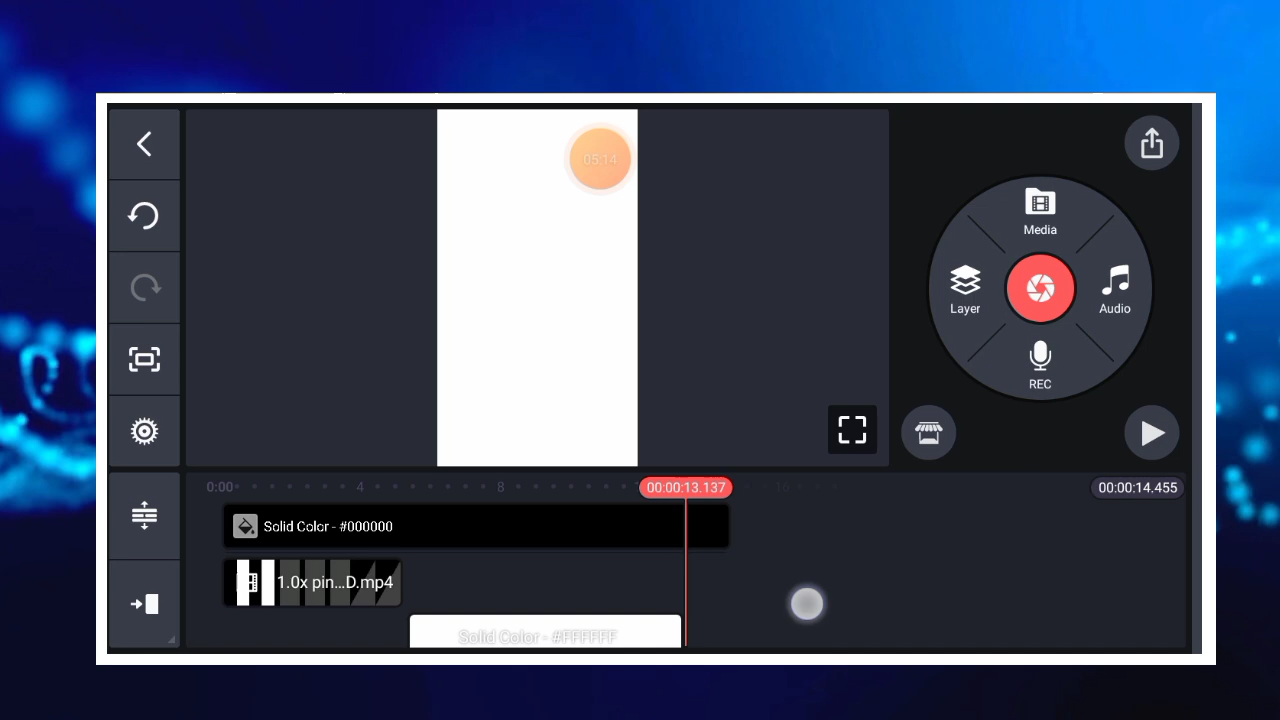 05:14
Media
Layer
Audio
REC
0:00
4
8
00:00:13.137
16
00:00:14.455
Solid Color - #000000
1.0x pin...D.mp4
Solid Color - #FFFFFF